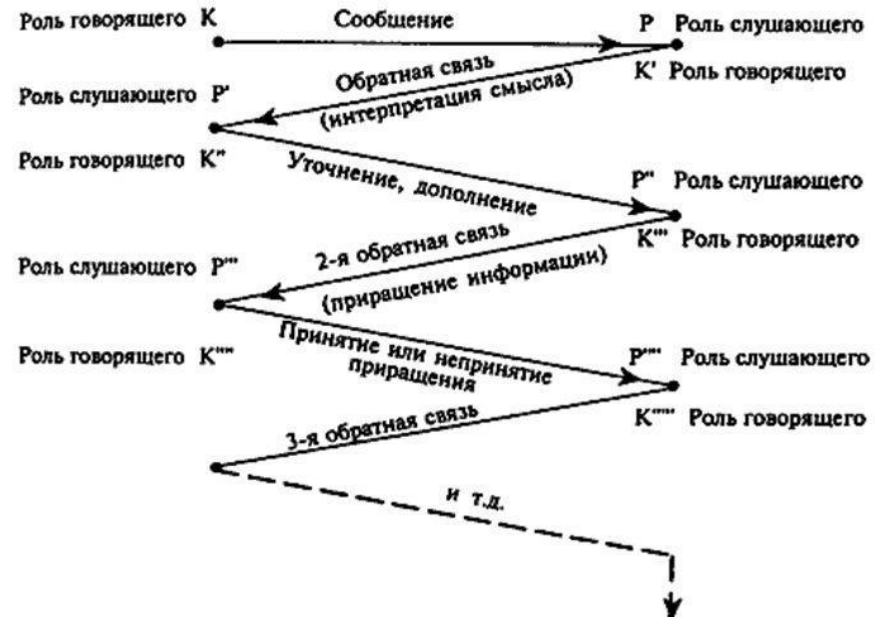 Роль говорящего К
Сообщение
Р Роль слушающего
Обратная связь
(интерпретация смысла)
К' Роль говорящего
Роль слушающего Р'
Роль говорящего К"
Уточнение, дополнение
Р" Роль слушающего
2-я обратная связь
(приращение информации)
К"' Роль говорящего
Роль слушающего Р"'
Роль говорящего К""
Принятие или непринятие
приращения
Р"" Роль слушающего
3-я обратная связь
К""' Роль говорящего
и т.д.